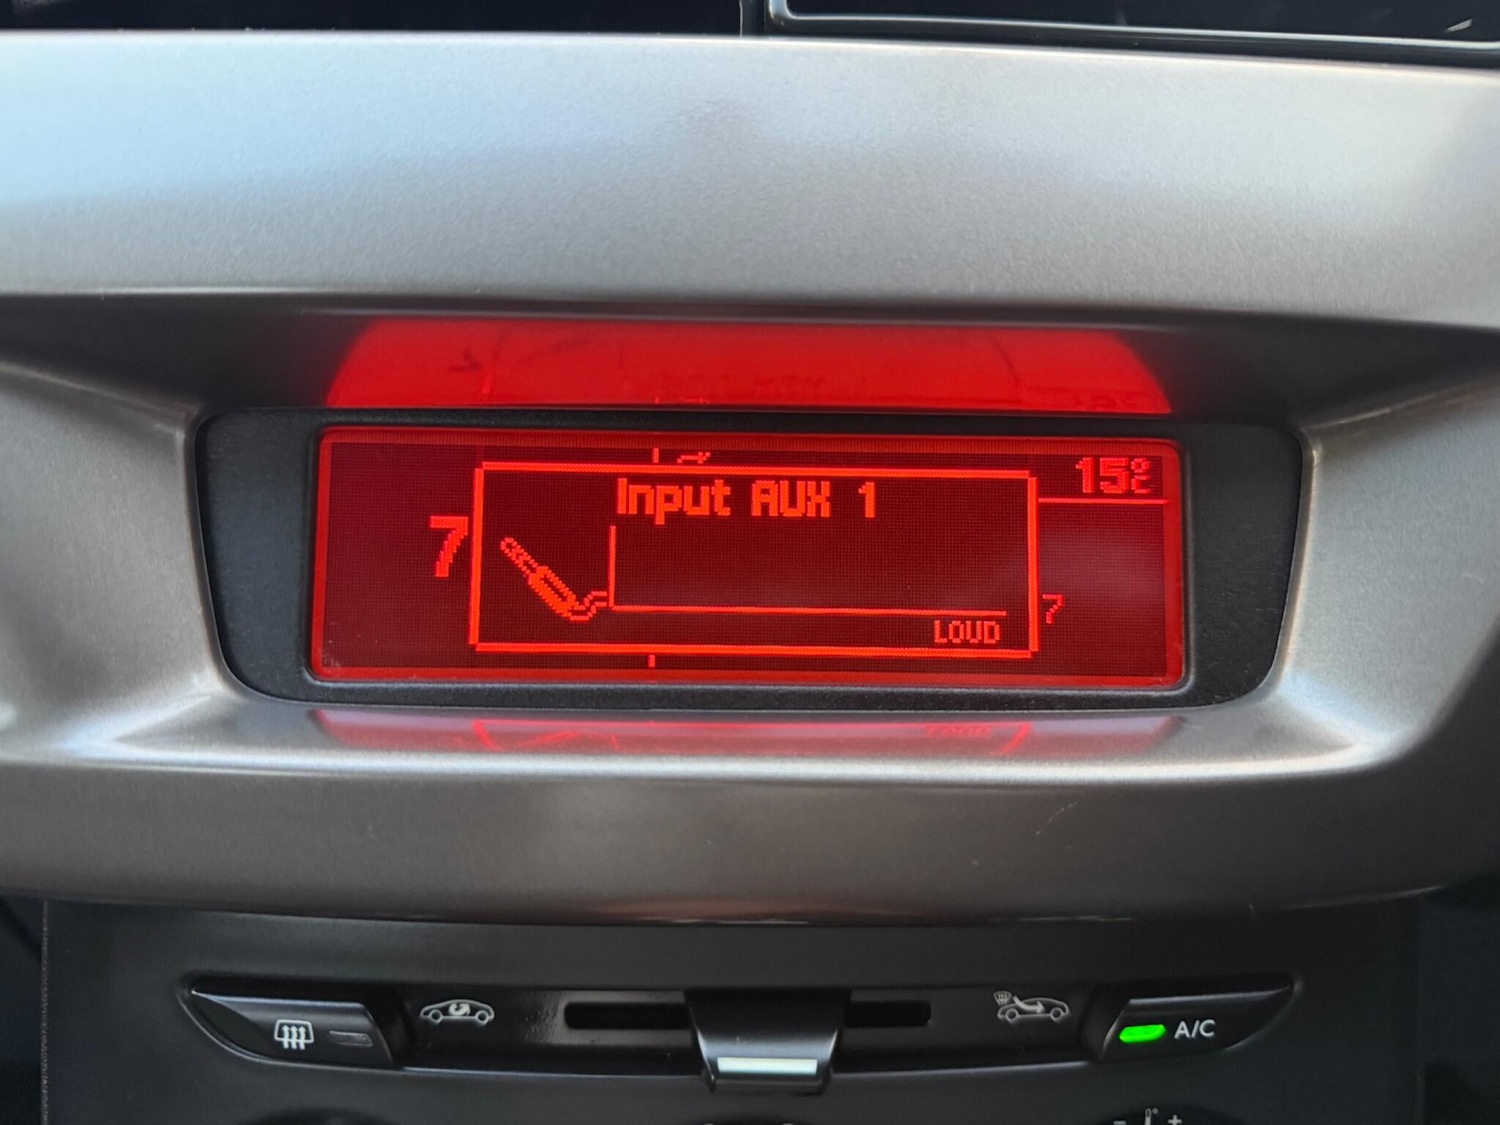 15°C
Input AUX 1
7
7
LOUD
A/C
- +